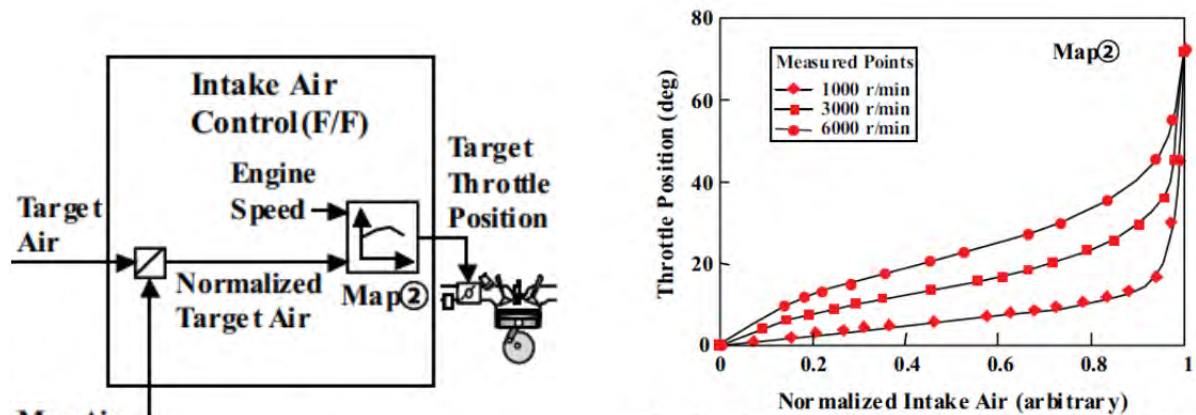 Intake Air
Control(F/F)
Engine
Speed
Target
Throttle
Position
Target
Air
Normalized
Target Air
Map②
Map②
Measured Points
1000 r/min
3000 r/min
6000 r/min
Throttle Position (deg)
80
60
40
20
0
0
0.2
0.4
0.6
0.8
1
Normalized Intake Air (arbitrary)